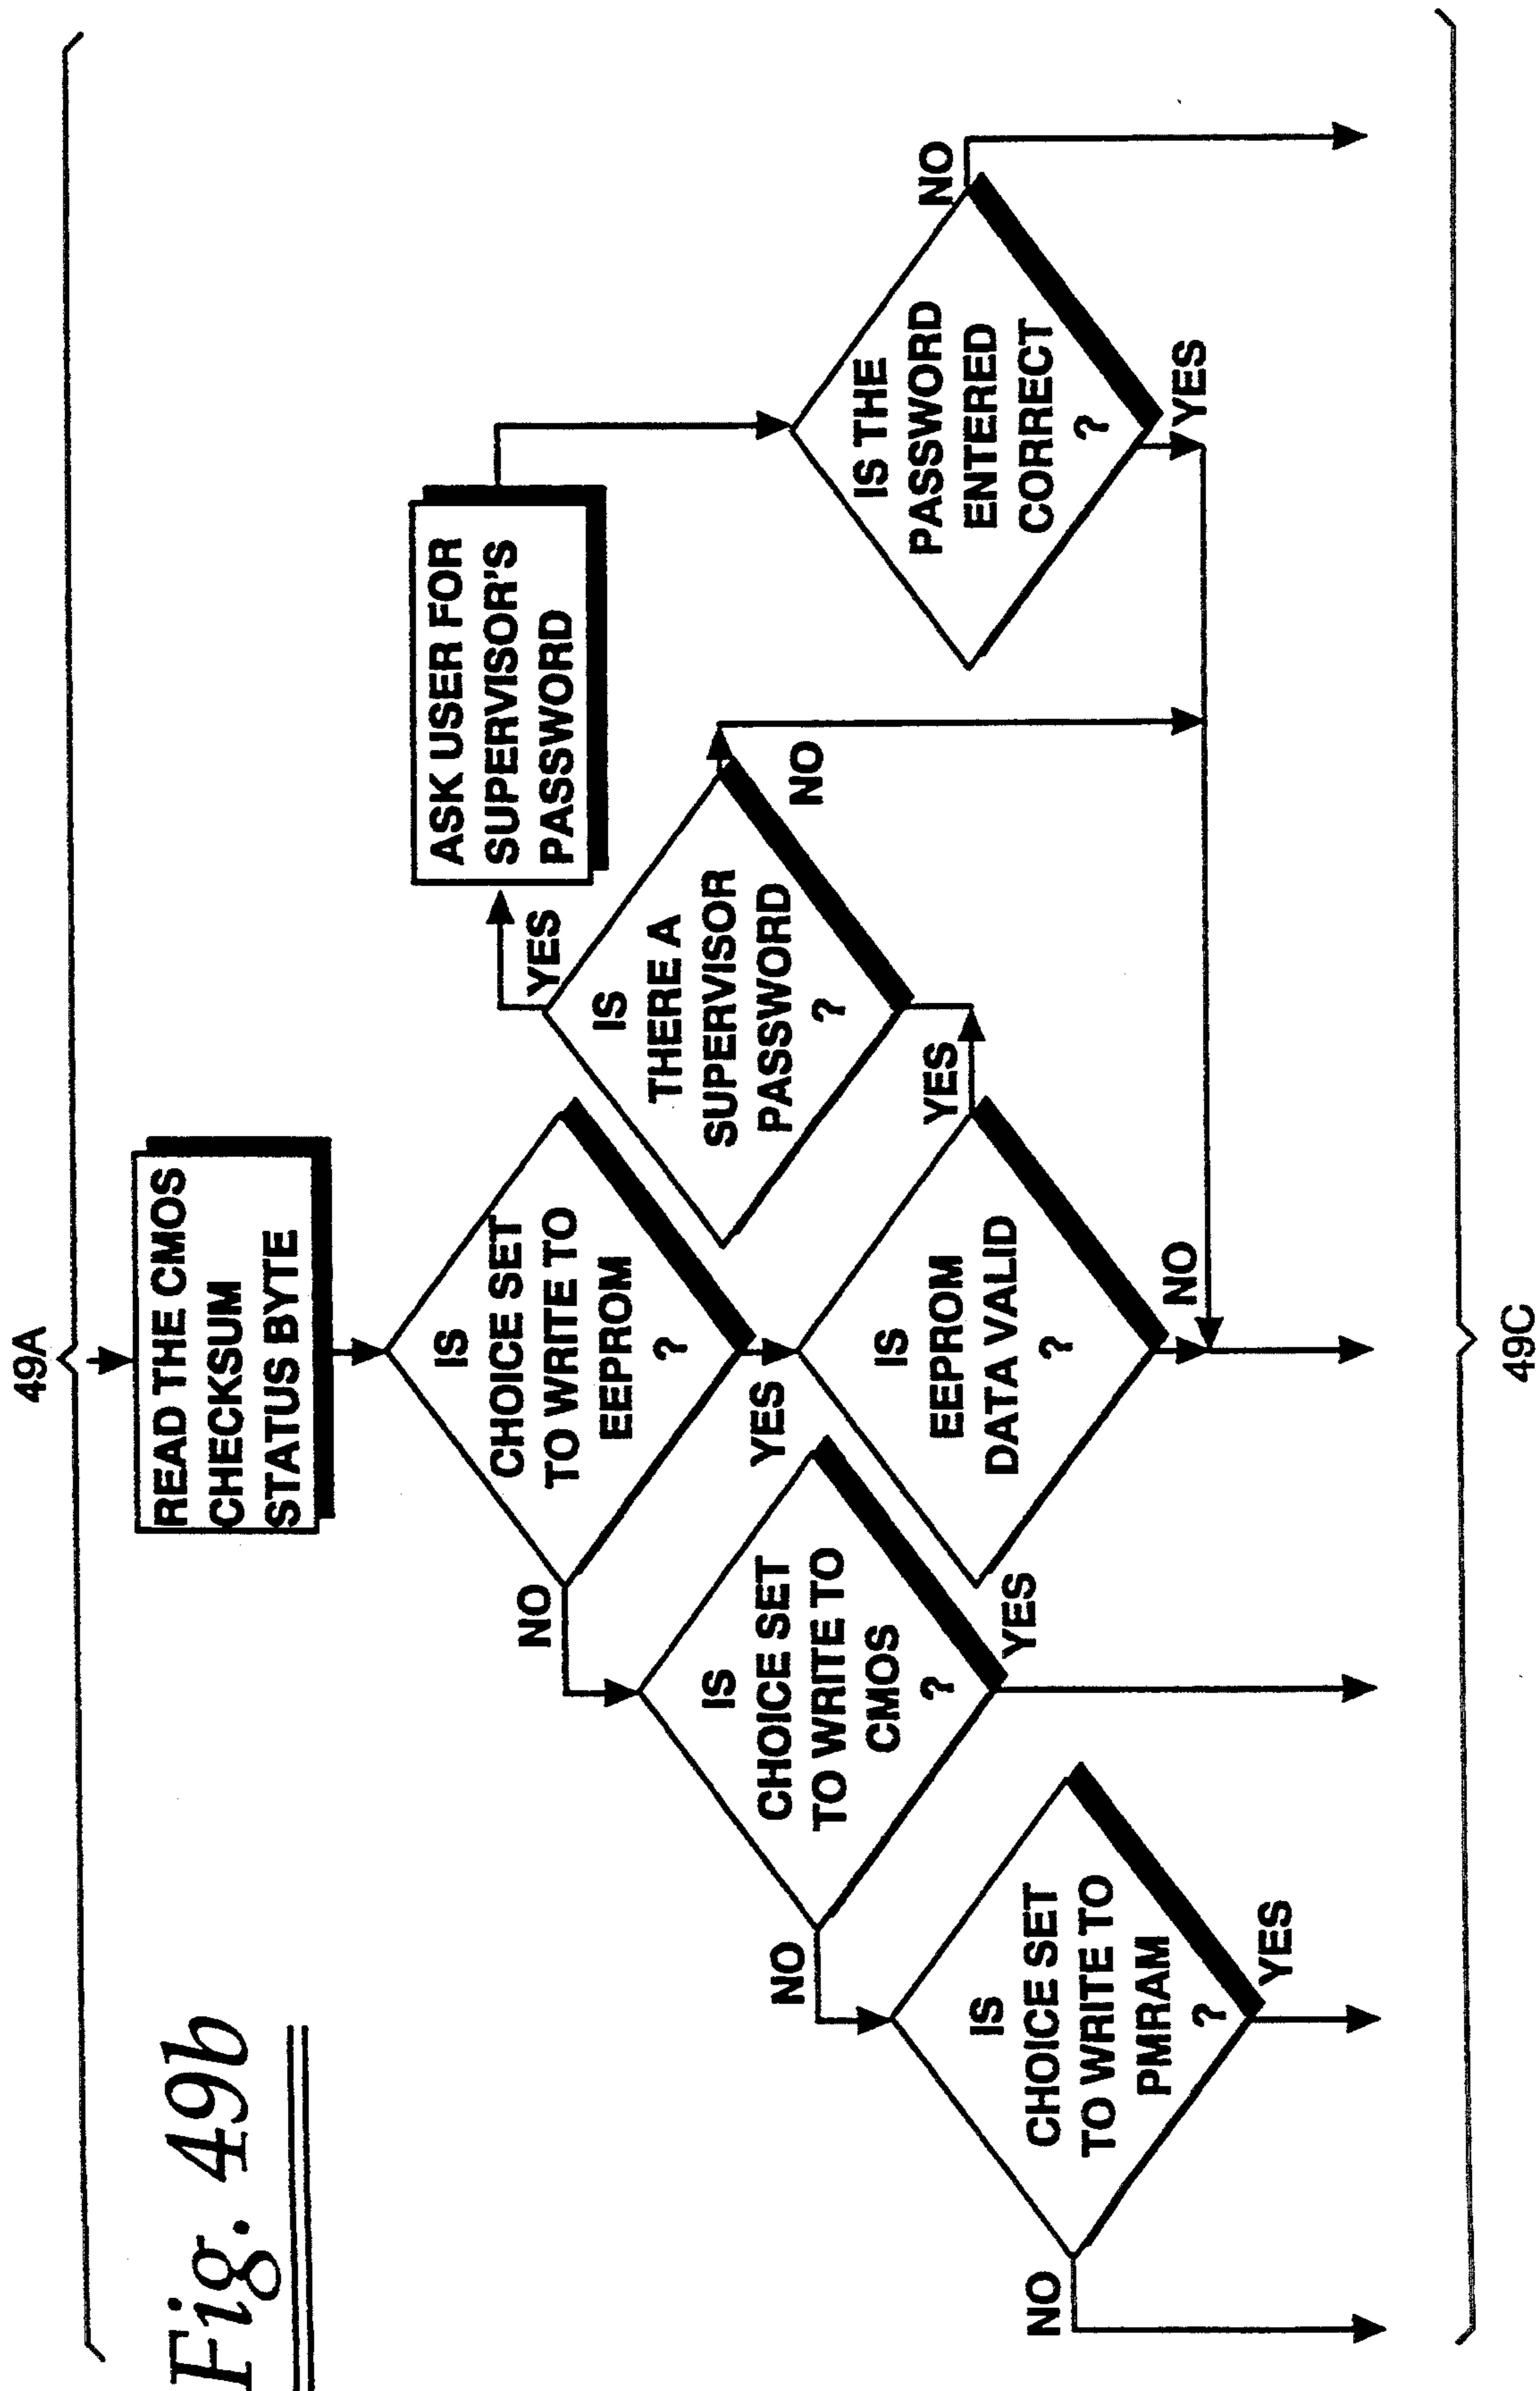 Fig. 49b
49A
READ THE CMOS
CHECKSUM
STATUS BYTE
IS
CHOICE SET
TO WRITE TO
EEPROM
?
NO
YES
IS
CHOICE SET
TO WRITE TO
CMOS
?
NO
YES
IS
CHOICE SET
TO WRITE TO
PMRAM
?
NO
YES
IS
EEPROM
DATA VALID
?
YES
NO
IS
THERE A
SUPERVISOR
PASSWORD
?
YES
NO
ASK USER FOR
SUPERVISOR'S
PASSWORD
IS THE
PASSWORD
ENTERED
CORRECT
?
NO
YES
49C